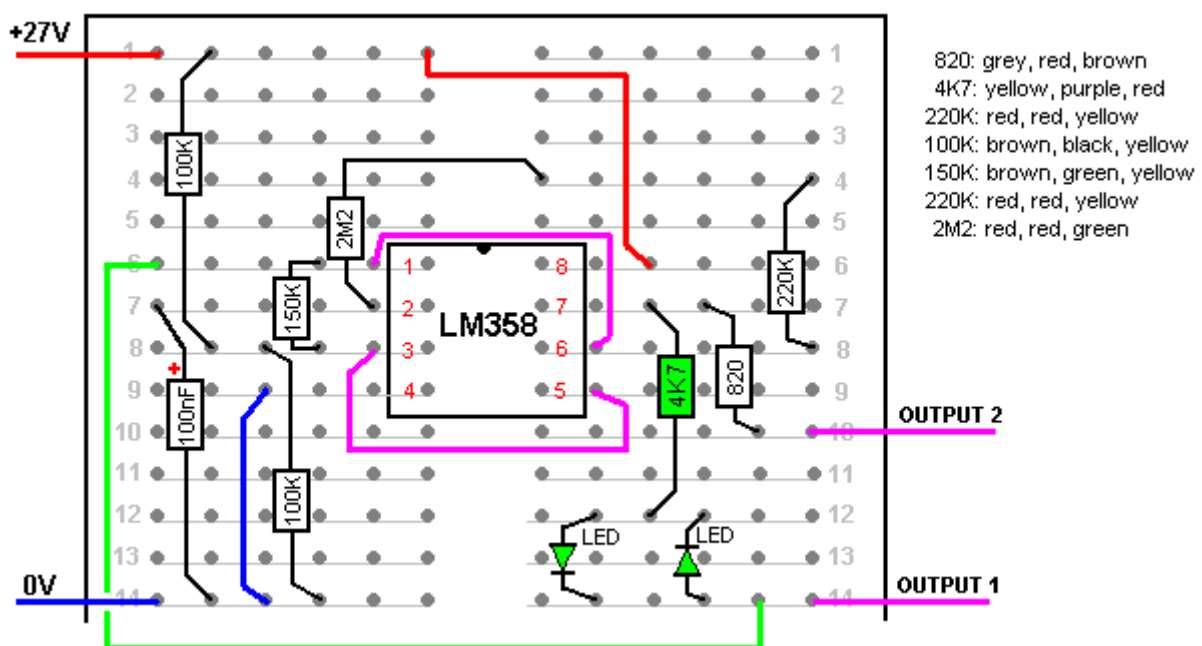 +27V
1 1
2 2
3 3
4 4
5 5
6 6
7 7
8 8
9 9
10 10
11 11
12 12
13 13
14 14
100K
2M2
150K
+
100nF
100K
LM358
1 8
2 7
3 6
4 5
4K7
820
220K
LED
LED
0V
OUTPUT 2
OUTPUT 1
820: grey, red, brown
4K7: yellow, purple, red
220K: red, red, yellow
100K: brown, black, yellow
150K: brown, green, yellow
220K: red, red, yellow
2M2: red, red, green